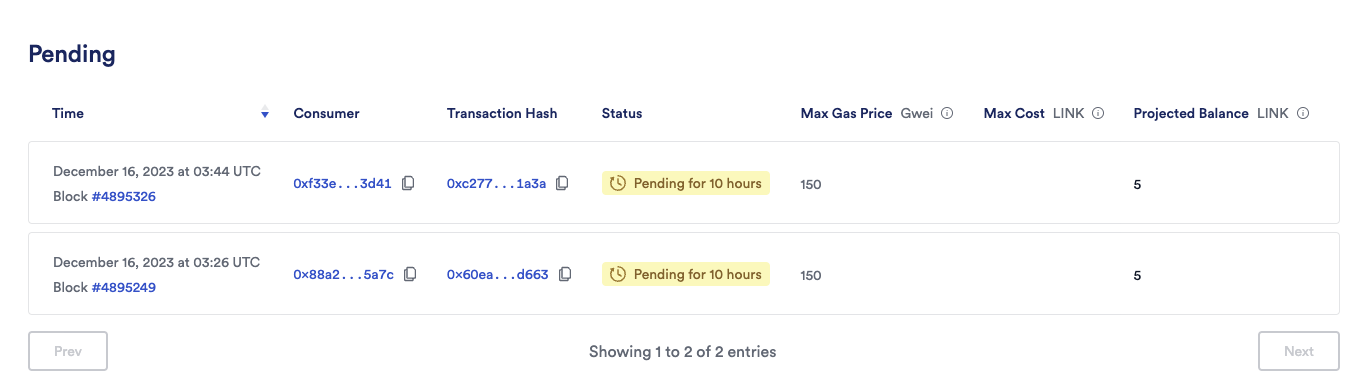 Pending
Time Consumer Transaction Hash Status Max Gas Price Gwei Max Cost LINK Projected Balance LINK
December 16, 2023 at 03:44 UTC
Block #4895326
0xf33e...3d41 0xc277...1a3a Pending for 10 hours 150 5
December 16, 2023 at 03:26 UTC
Block #4895249
0x88a2...5a7c 0x60ea...d663 Pending for 10 hours 150 5
Prev Showing 1 to 2 of 2 entries Next